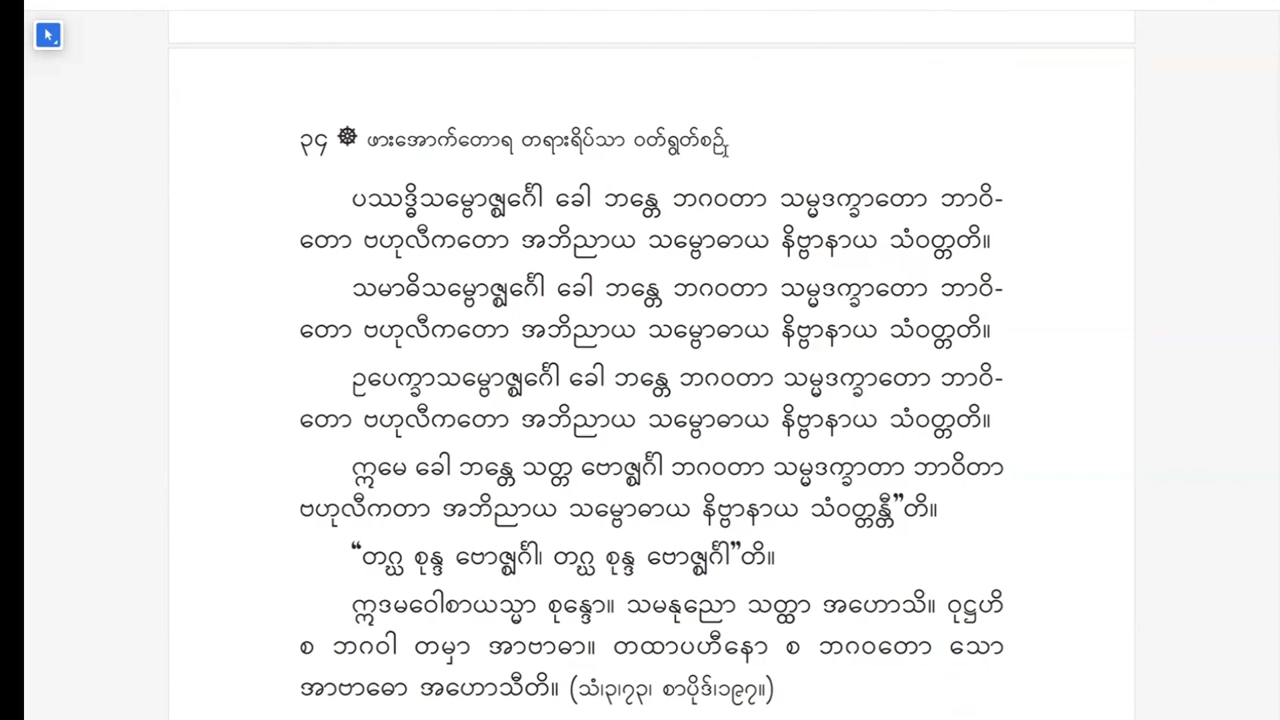 ၃၄ ☸ ဖားအောက်တောရ တရားရိပ်သာ ဝတ်ရွတ်စဉ်
ပဿဒ္ဓိသမ္ဗောဇ္ဈင်္ဂေါ ခေါ ဘန္တေ ဘဂဝတာ သမ္မဒက္ခာတော ဘာဝိ-
တော ဗဟုလီကတော အဘိညာယ သမ္ဗောဓာယ နိဗ္ဗာနာယ သံဝတ္တတိ။
သမာဓိသမ္ဗောဇ္ဈင်္ဂေါ ခေါ ဘန္တေ ဘဂဝတာ သမ္မဒက္ခာတော ဘာဝိ-
တော ဗဟုလီကတော အဘိညာယ သမ္ဗောဓာယ နိဗ္ဗာနာယ သံဝတ္တတိ။
ဥပေက္ခာသမ္ဗောဇ္ဈင်္ဂေါ ခေါ ဘန္တေ ဘဂဝတာ သမ္မဒက္ခာတော ဘာဝိ-
တော ဗဟုလီကတော အဘိညာယ သမ္ဗောဓာယ နိဗ္ဗာနာယ သံဝတ္တတိ။
ဣမေ ခေါ ဘန္တေ သတ္တ ဗောဇ္ဈင်္ဂါ ဘဂဝတာ သမ္မဒက္ခာတာ ဘာဝိတာ
ဗဟုလီကတာ အဘိညာယ သမ္ဗောဓာယ နိဗ္ဗာနာယ သံဝတ္တန္တီ”တိ။
“တဂ္ဃ စုန္ဒ ဗောဇ္ဈင်္ဂါ၊ တဂ္ဃ စုန္ဒ ဗောဇ္ဈင်္ဂါ”တိ။
ဣဒမဝေါစာယသ္မာ စုန္ဒော။ သမနုညော သတ္ထာ အဟောသိ။ ဝုဋ္ဌဟိ
စ ဘဂဝါ တမှာ အာဗာဓာ။ တထာပဟီနော စ ဘဂဝတော သော
အာဗာဓော အဟောသီတိ။ (သံ၊၃၊၇၃၊ စာပိုဒ်၊၁၉၇။)